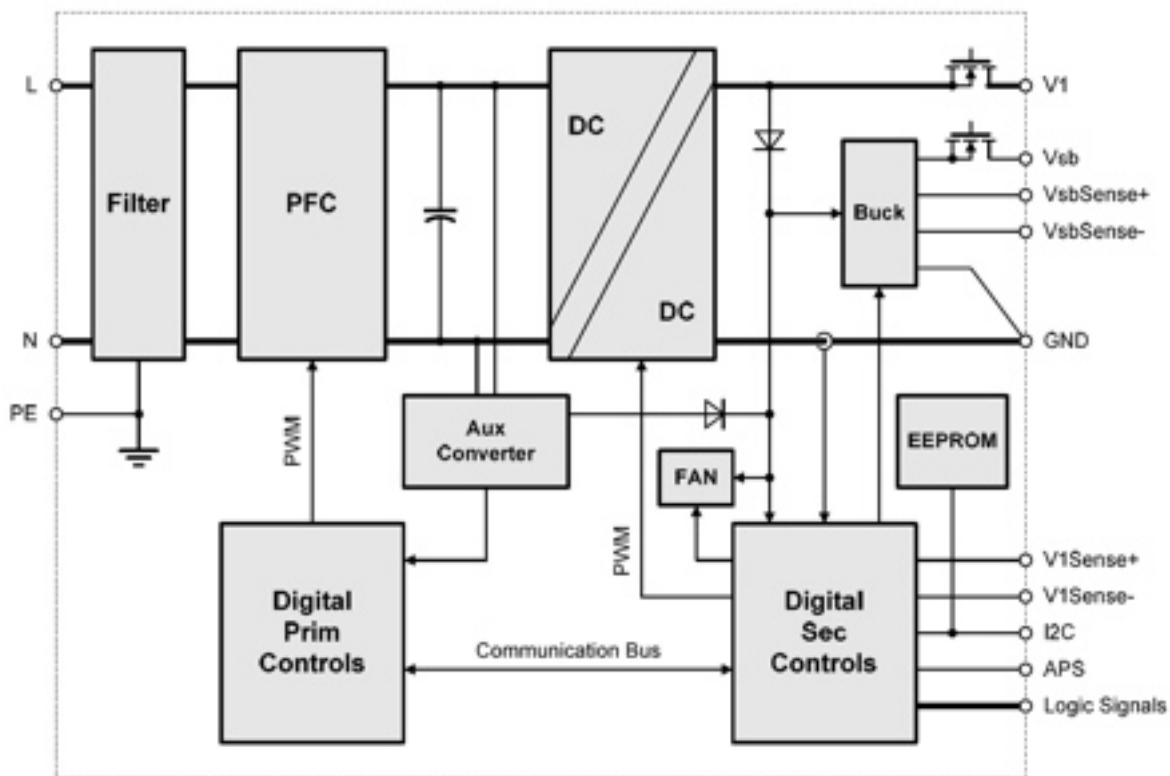 L
N
PE
Filter
PFC
DC
DC
V1
Vsb
VsbSense+
VsbSense-
Buck
GND
PWM
Aux
Converter
EEPROM
FAN
PWM
Digital
Prim
Controls
Communication Bus
Digital
Sec
Controls
V1Sense+
V1Sense-
I2C
APS
Logic Signals